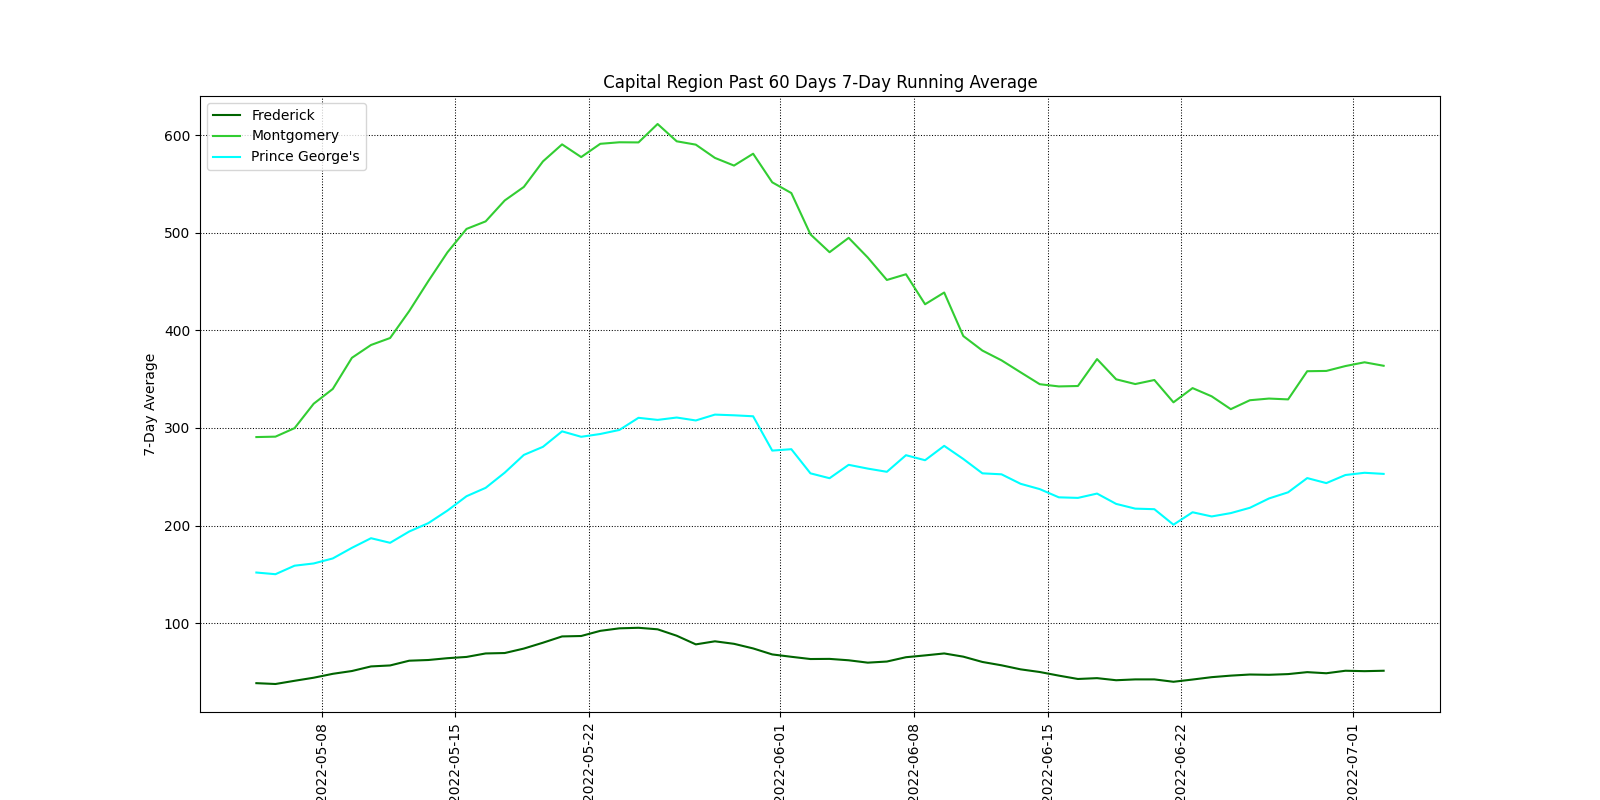 Capital Region Past 60 Days 7-Day Running Average
Frederick
Montgomery
Prince George's
7-Day Average
600
500
400
300
200
100
2022-05-08
2022-05-15
2022-05-22
2022-06-01
2022-06-08
2022-06-15
2022-06-22
2022-07-01